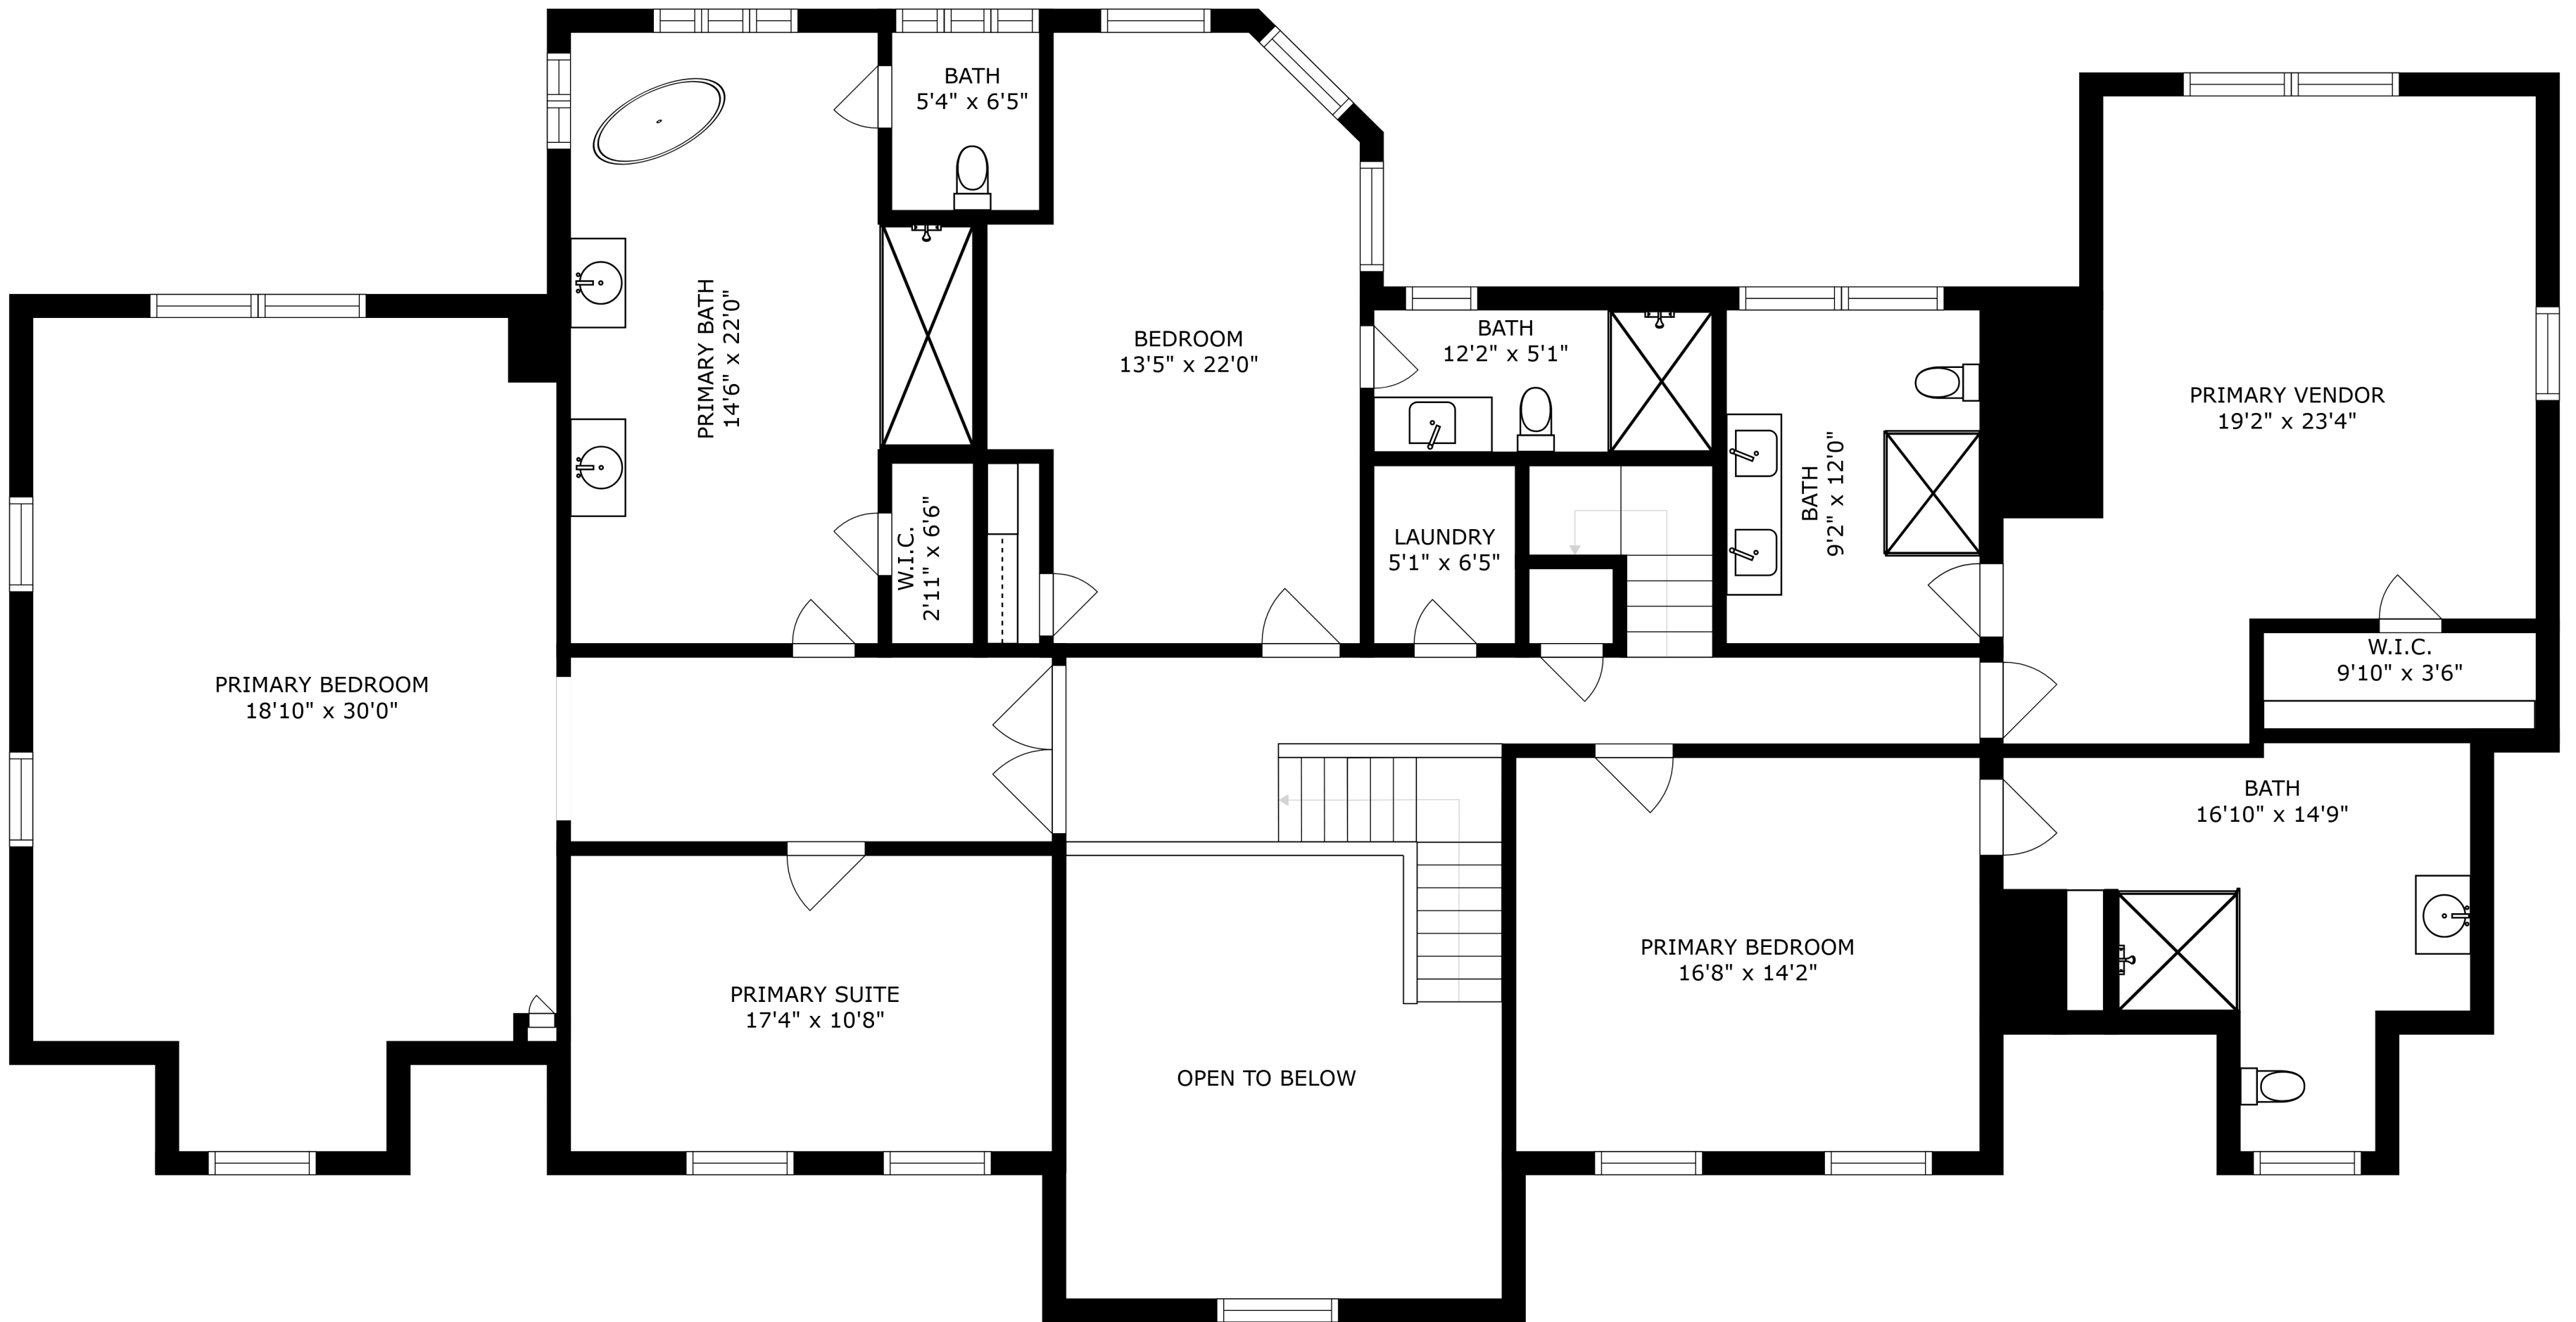 BATH
5'4" x 6'5"
PRIMARY BATH
14'6" x 22'0"
BEDROOM
13'5" x 22'0"
BATH
12'2" x 5'1"
PRIMARY VENDOR
19'2" x 23'4"
BATH
9'2" x 12'0"
W.I.C.
2'11" x 6'6"
LAUNDRY
5'1" x 6'5"
W.I.C.
9'10" x 3'6"
PRIMARY BEDROOM
18'10" x 30'0"
BATH
16'10" x 14'9"
PRIMARY SUITE
17'4" x 10'8"
PRIMARY BEDROOM
16'8" x 14'2"
OPEN TO BELOW